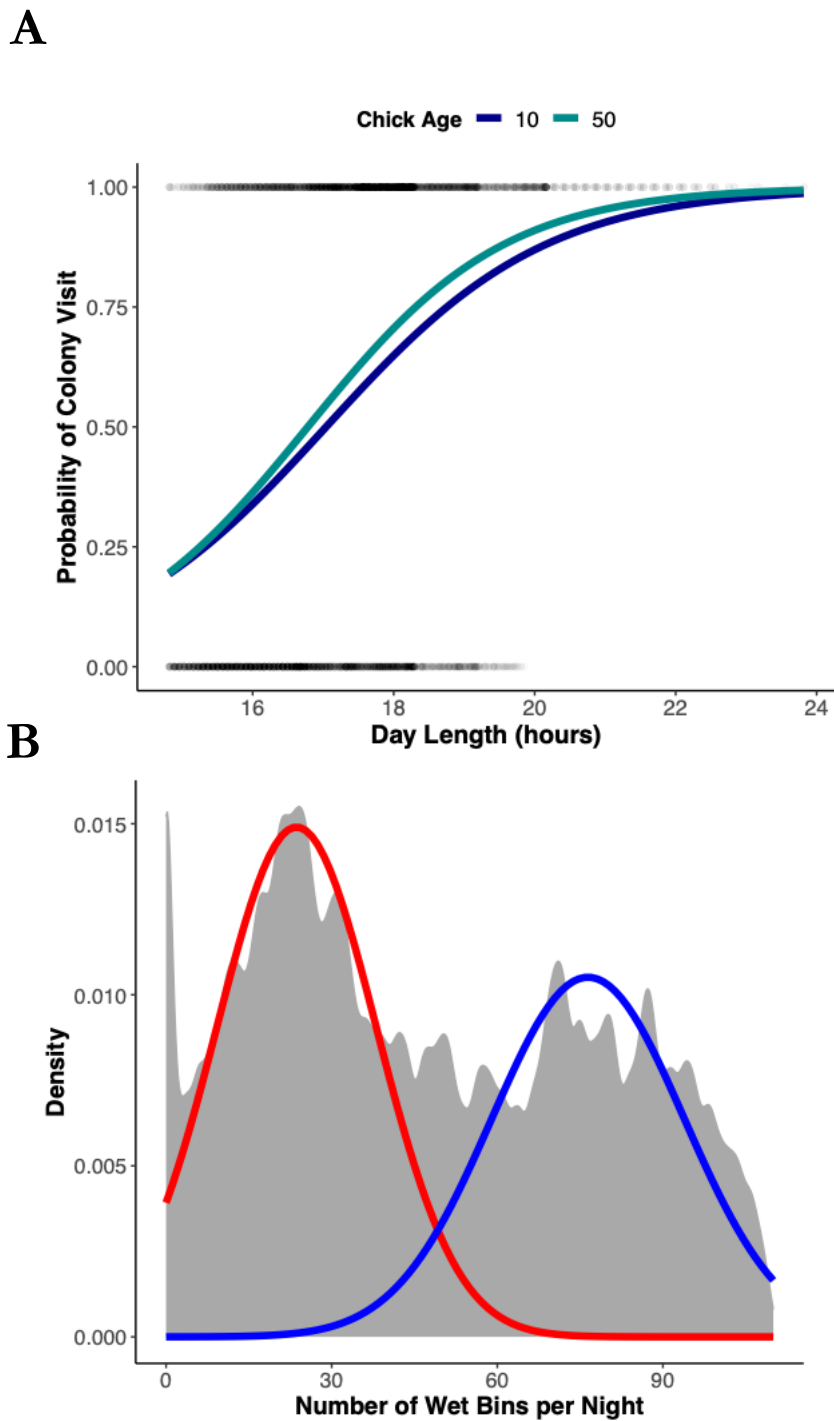 A
Chick Age 10 50
1.00
0.75
0.50
0.25
0.00
Probability of Colony Visit
16 18 20 22 24
Day Length (hours)
B
0.015
0.010
0.005
0.000
Density
0 30 60 90
Number of Wet Bins per Night